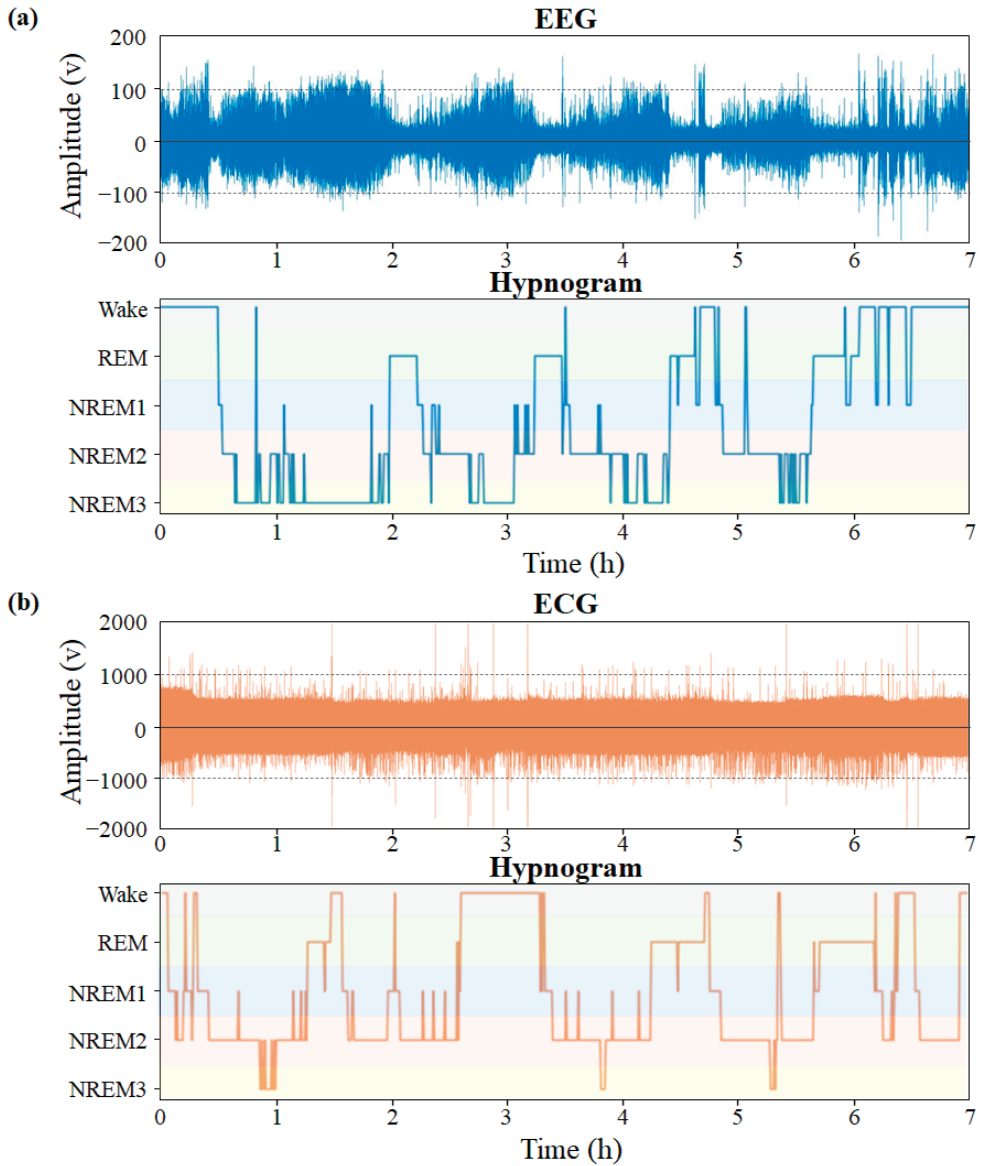 (a)
EEG
Amplitude (v)
200
100
0
−100
−200
0 1 2 3 4 5 6 7
Hypnogram
Wake
REM
NREM1
NREM2
NREM3
0 1 2 3 4 5 6 7
Time (h)
(b)
ECG
Amplitude (v)
2000
1000
0
−1000
−2000
0 1 2 3 4 5 6 7
Hypnogram
Wake
REM
NREM1
NREM2
NREM3
0 1 2 3 4 5 6 7
Time (h)